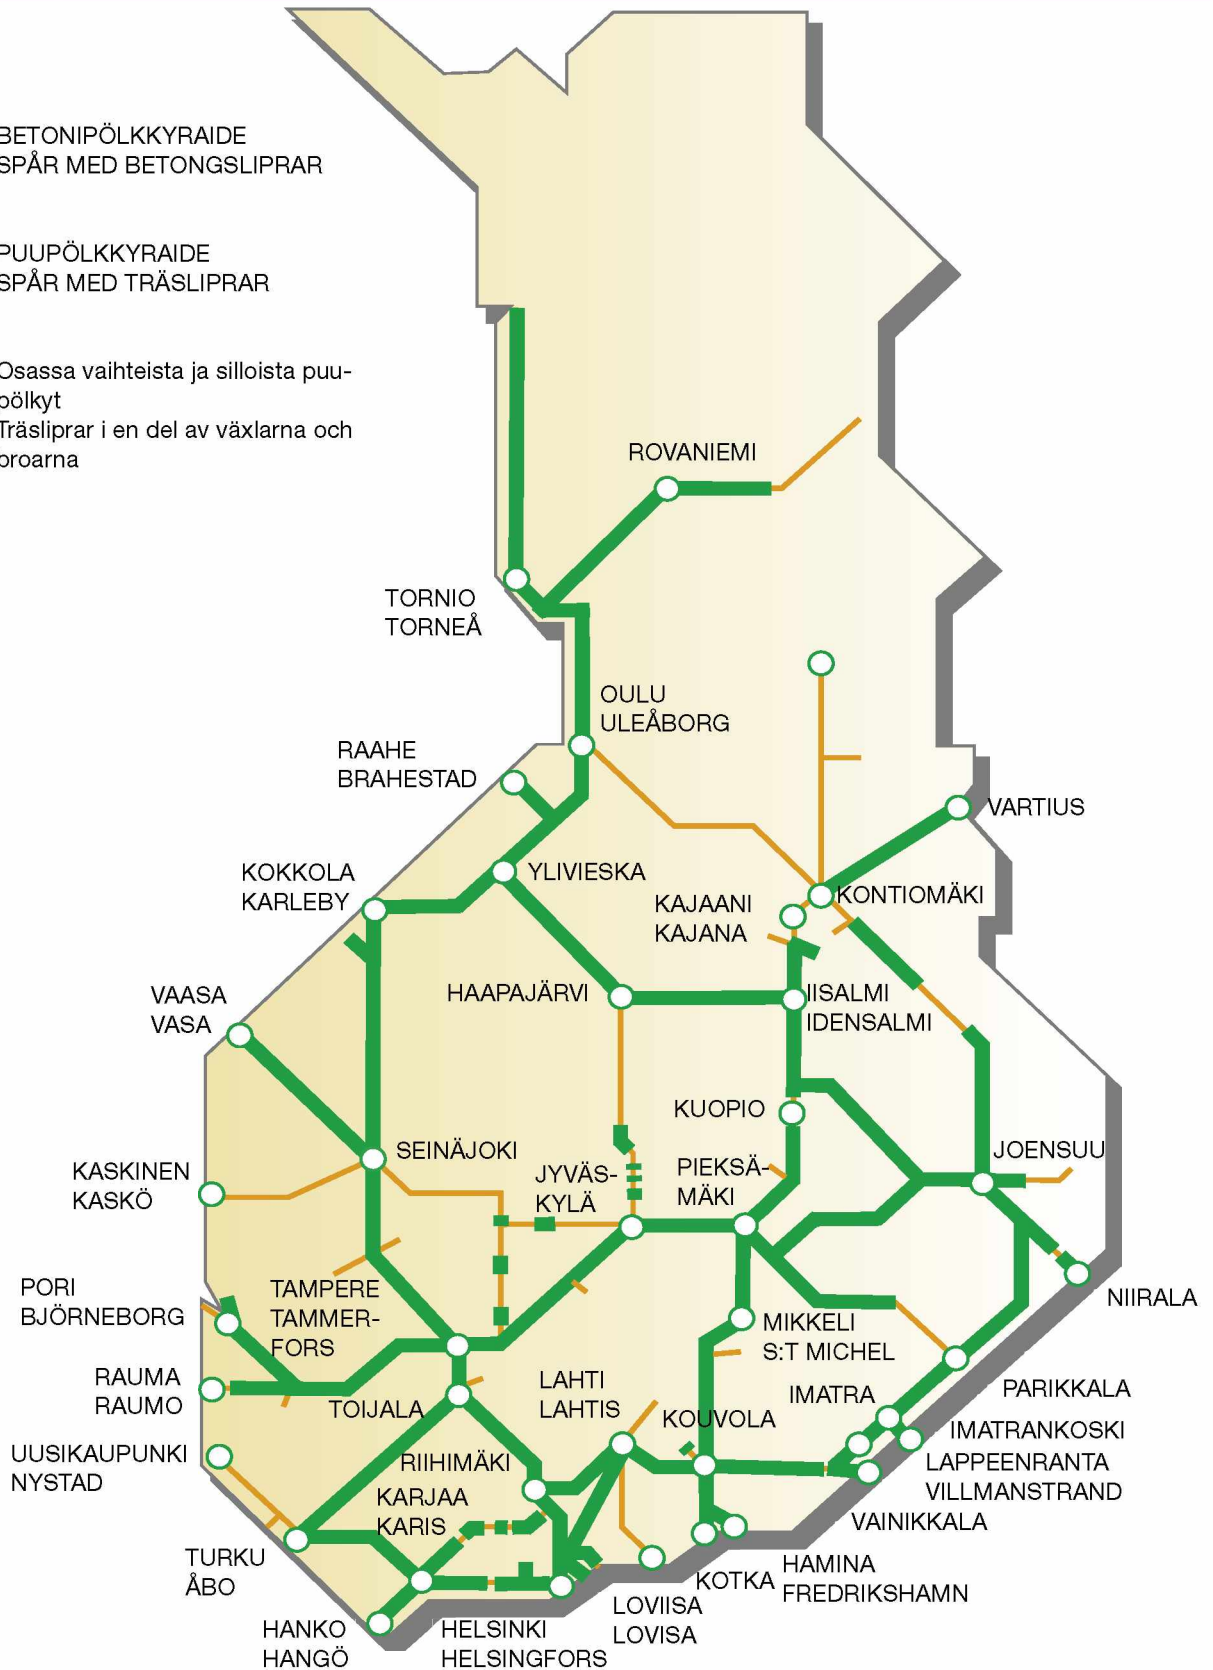 BETONIPÖLKKYRAIDE
SPÅR MED BETONGSLIPRAR
PUUPÖLKKYRAIDE
SPÅR MED TRÄSLIPRAR
Osassa vaihteista ja silloista puu-
pölkyt
Träsliprar i en del av växlarna och
broarna
ROVANIEMI
TORNIO
TORNEÅ
OULU
ULEÅBORG
RAAHE
BRAHESTAD
VARTIUS
KOKKOLA
KARLEBY
YLIVIESKA
KAJAANI
KAJANA
KONTIOMÄKI
VAASA
VASA
HAAPAJÄRVI
IISALMI
IDENSALMI
KUOPIO
SEINÄJOKI
JOENSUU
KASKINEN
KASKÖ
JYVÄS-
KYLÄ
PIEKSÄ-
MÄKI
PORI
BJÖRNEBORG
TAMPERE
TAMMER-
FORS
NIIRALA
MIKKELI
S:T MICHEL
RAUMA
RAUMO
TOIJALA
LAHTI
LAHTIS
KOUVOLA
IMATRA
PARIKKALA
IMATRANKOSKI
UUSIKAUPUNKI
NYSTAD
RIIHIMÄKI
KARJAA
KARIS
LAPPEENRANTA
VILLMANSTRAND
VAINIKKALA
TURKU
ÅBO
HANKO
HANGÖ
HELSINKI
HELSINGFORS
LOVIISA
LOVISA
KOTKA
HAMINA
FREDRIKSHAMN